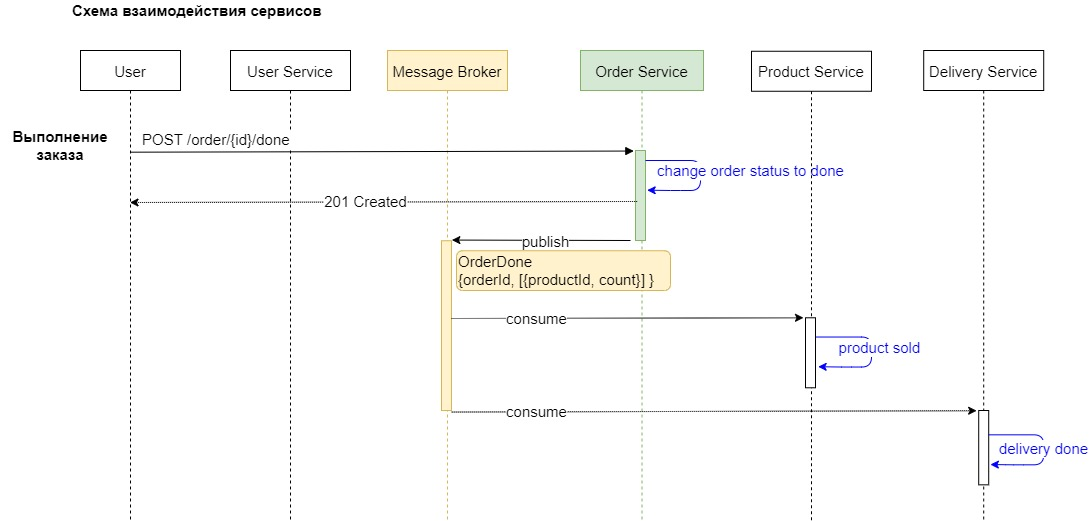 Схема взаимодействия сервисов
User
User Service
Message Broker
Order Service
Product Service
Delivery Service
Выполнение
заказа
POST /order/{id}/done
change order status to done
201 Created
publish
OrderDone
{orderId, [{productId, count}] }
consume
product sold
consume
delivery done